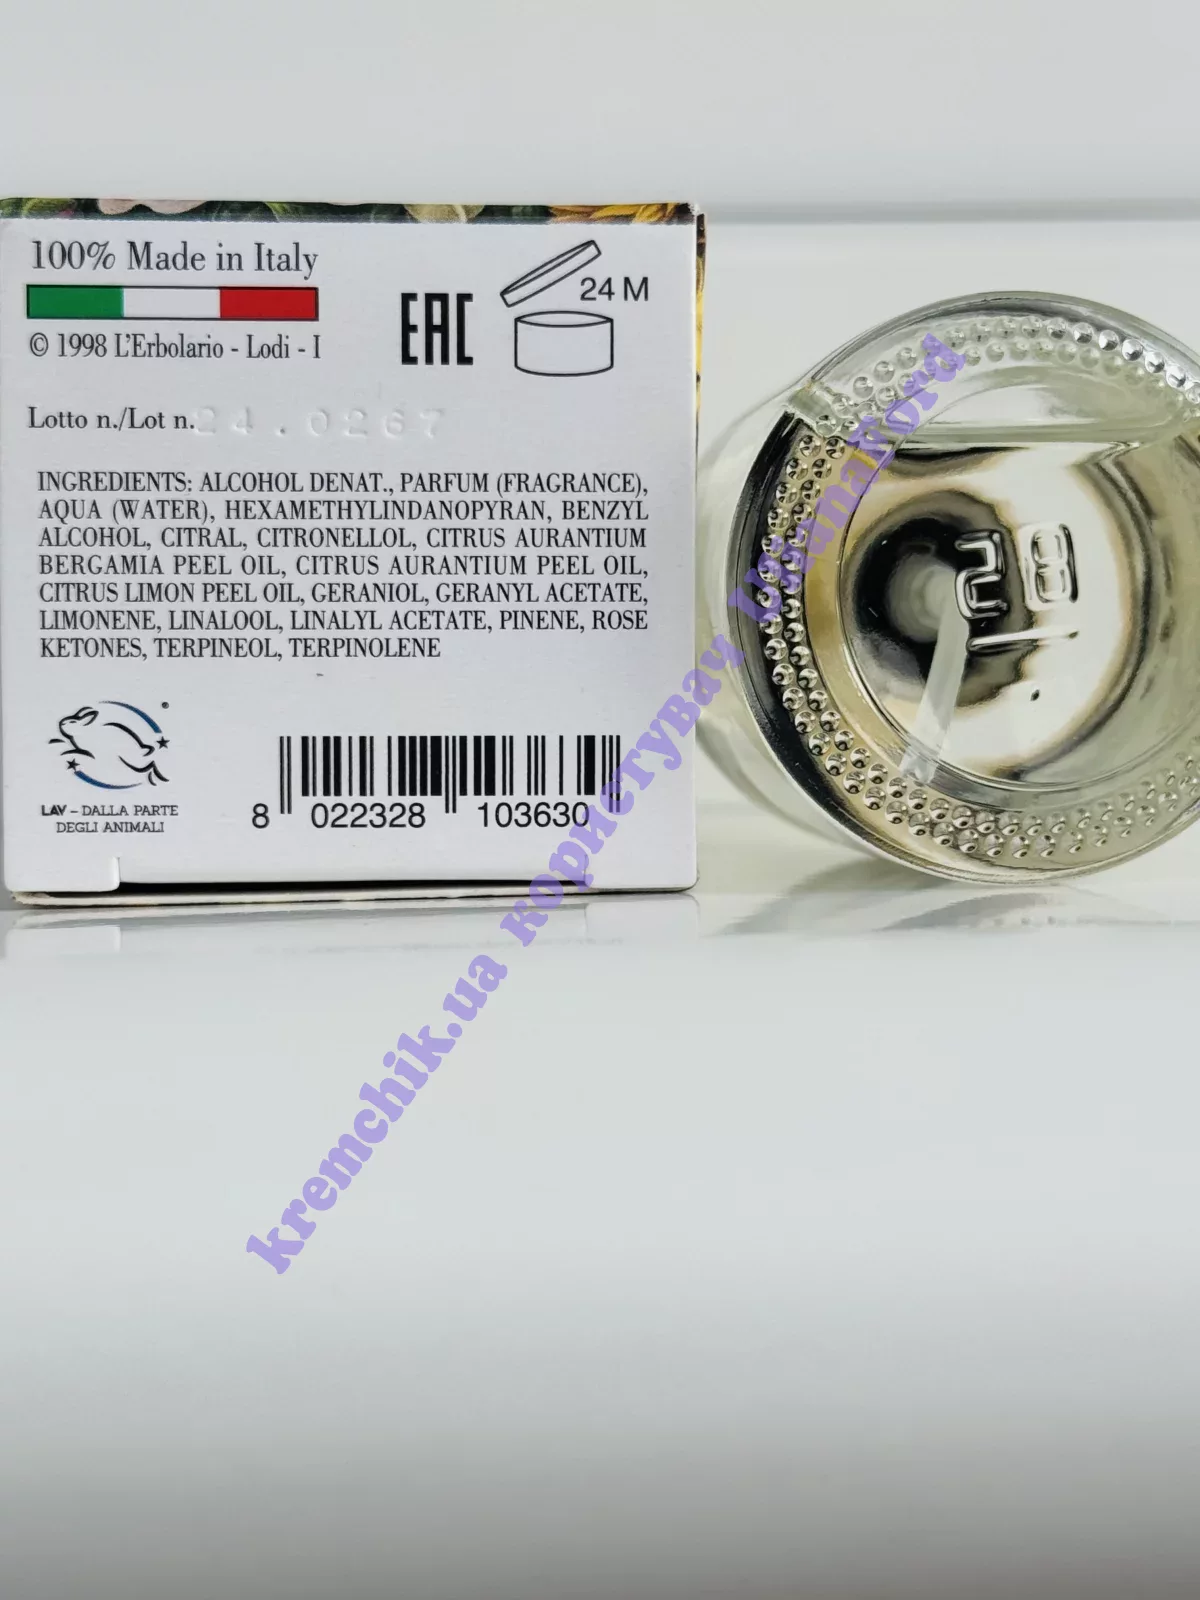 100% Made in Italy
© 1998 L'Erbolario - Lodi - I
EAC
24 M
Lotto n./Lot n. 24.0267
INGREDIENTS: ALCOHOL DENAT., PARFUM (FRAGRANCE),
AQUA (WATER), HEXAMETHYLINDANOPYRAN, BENZYL
ALCOHOL, CITRAL, CITRONELLOL, CITRUS AURANTIUM
BERGAMIA PEEL OIL, CITRUS AURANTIUM PEEL OIL,
CITRUS LIMON PEEL OIL, GERANIOL, GERANYL ACETATE,
LIMONENE, LINALOOL, LINALYL ACETATE, PINENE, ROSE
KETONES, TERPINEOL, TERPINOLENE
®
LAV – DALLA PARTE
DEGLI ANIMALI
8 022328 103630
kremchik.ua користувач UlianaFord